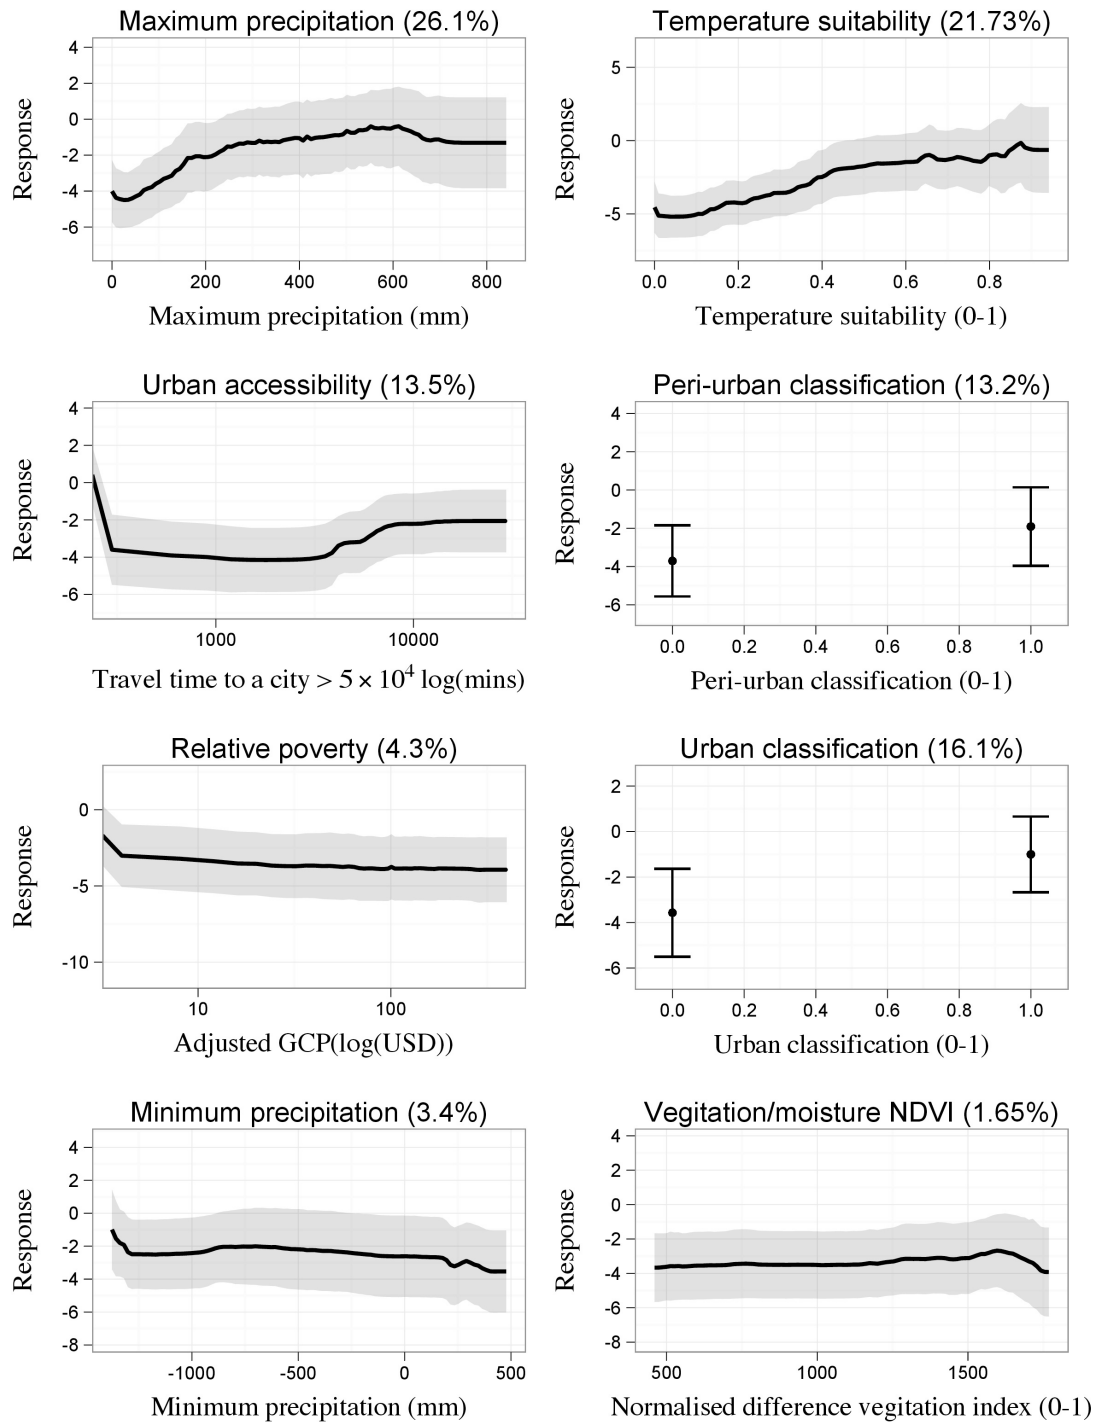 Maximum precipitation (26.1%)
Response
4
2
0
-2
-4
-6
0 200 400 600 800
Maximum precipitation (mm)
Temperature suitability (21.73%)
Response
5
0
-5
0.0 0.2 0.4 0.6 0.8
Temperature suitability (0-1)
Urban accessibility (13.5%)
Response
4
2
0
-2
-4
-6
1000 10000
Travel time to a city > 5 × 10⁴ log(mins)
Peri-urban classification (13.2%)
Response
4
2
0
-2
-4
-6
0.0 0.2 0.4 0.6 0.8 1.0
Peri-urban classification (0-1)
Relative poverty (4.3%)
Response
0
-5
-10
10 100
Adjusted GCP(log(USD))
Urban classification (16.1%)
Response
2
0
-2
-4
-6
0.0 0.2 0.4 0.6 0.8 1.0
Urban classification (0-1)
Minimum precipitation (3.4%)
Response
4
2
0
-2
-4
-6
-8
-1000 -500 0 500
Minimum precipitation (mm)
Vegitation/moisture NDVI (1.65%)
Response
4
2
0
-2
-4
-6
-8
500 1000 1500
Normalised difference vegitation index (0-1)